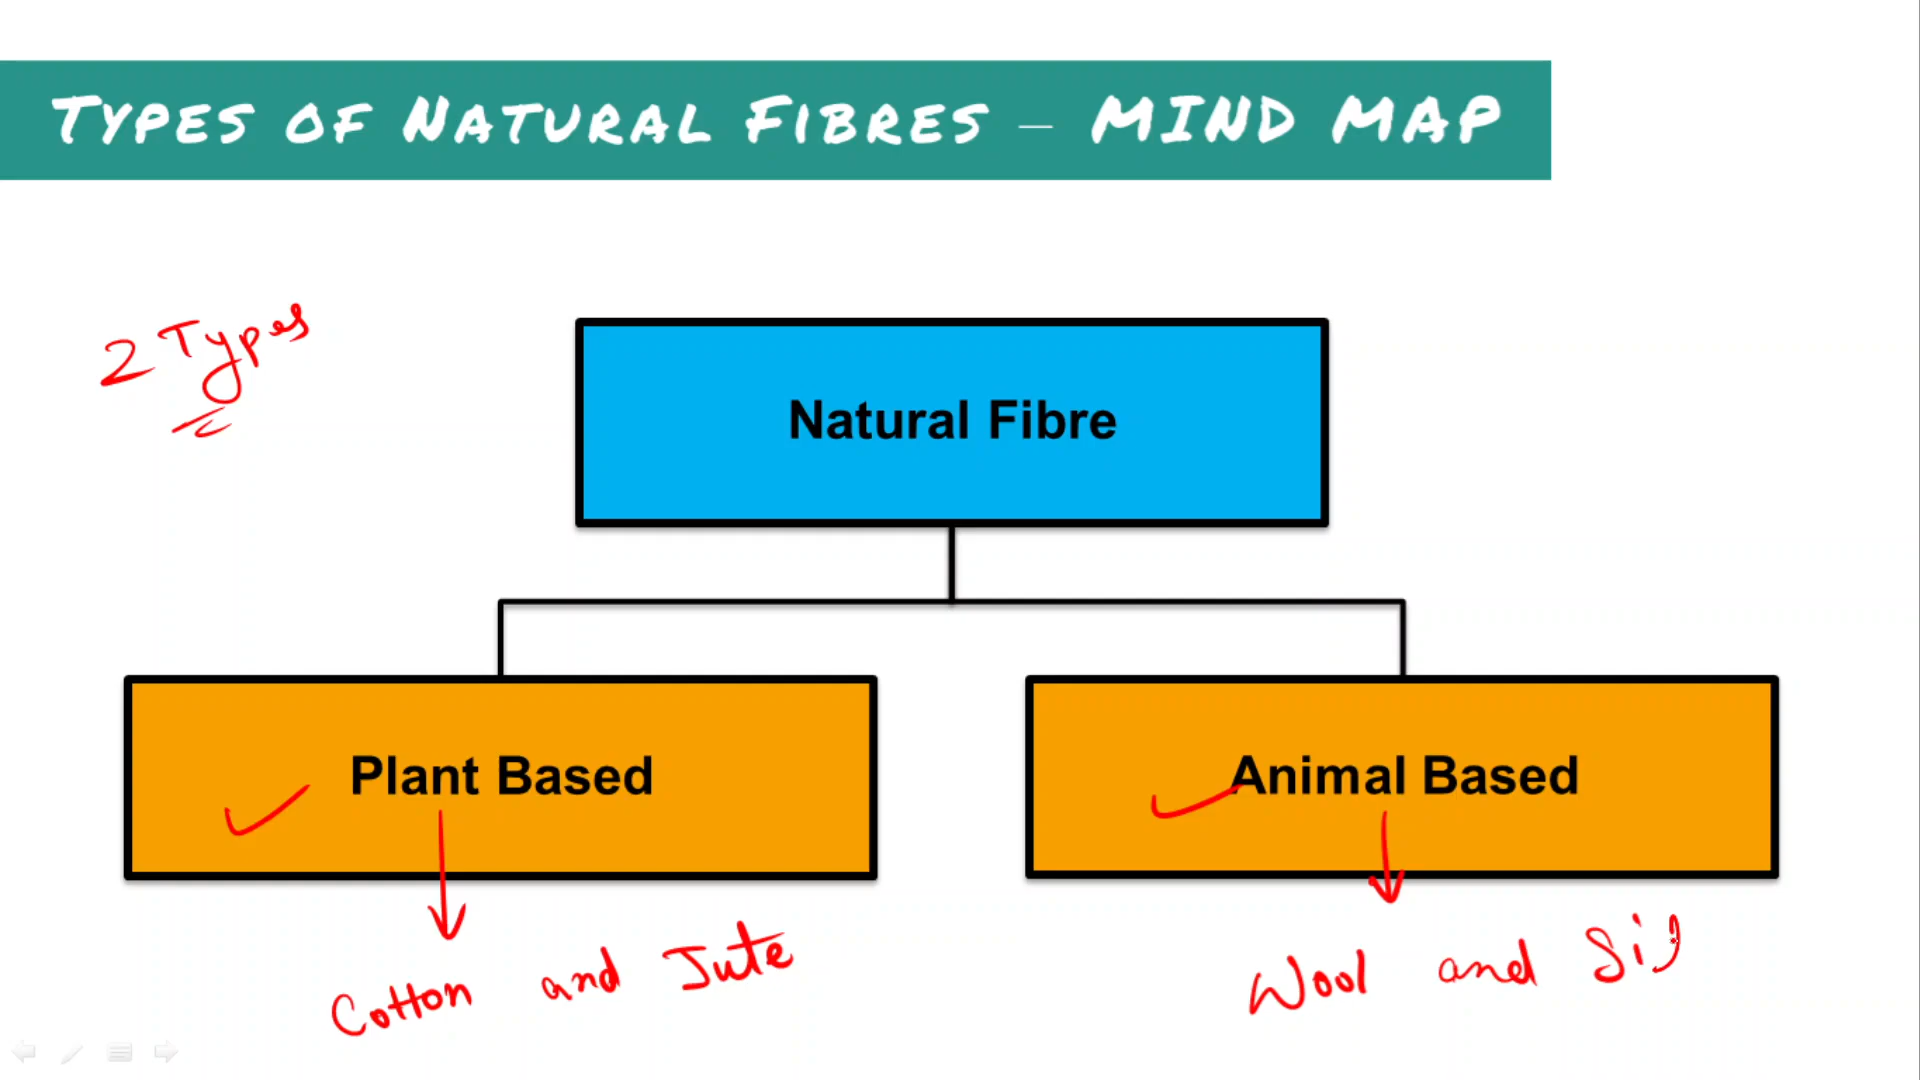 Types of Natural Fibres – MIND MAP
2 Types
Natural Fibre
Plant Based
Animal Based
Cotton and Jute
Wool and